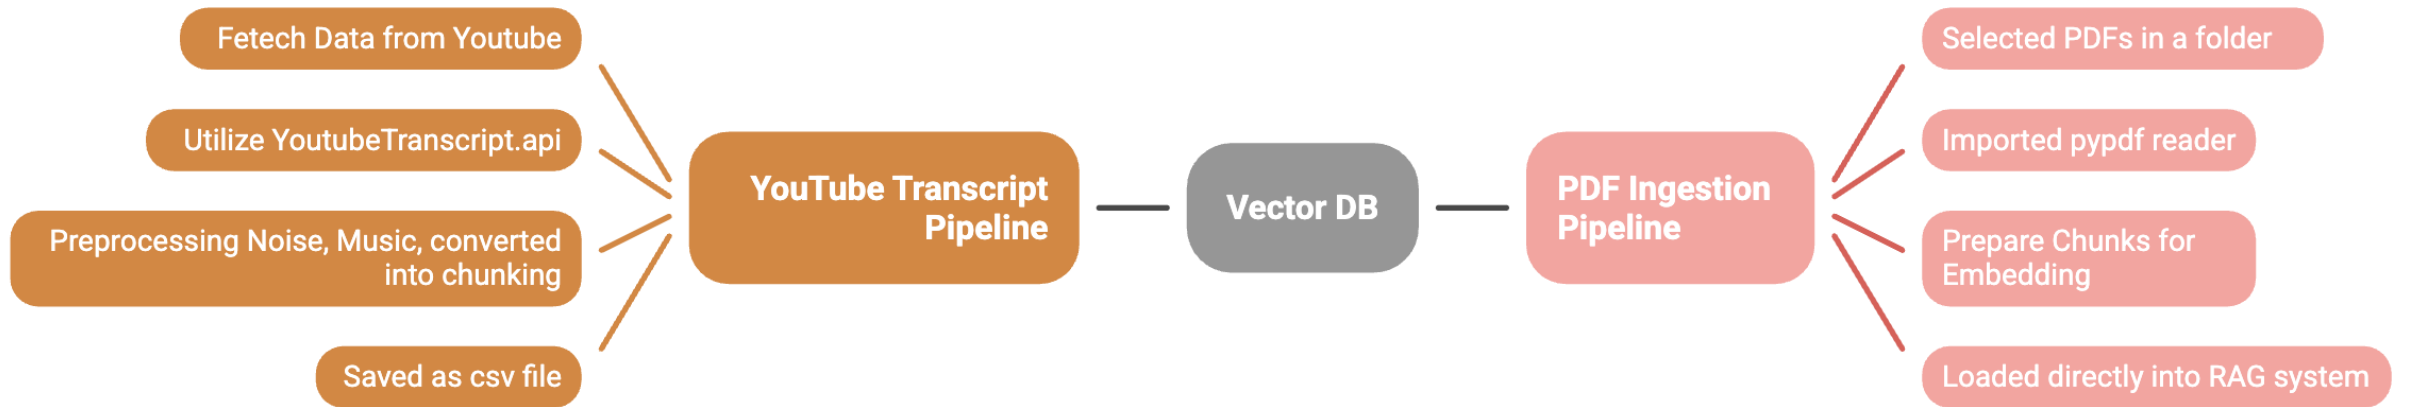 Fetech Data from Youtube
Utilize YoutubeTranscript.api
Preprocessing Noise, Music, converted
into chunking
Saved as csv file
YouTube Transcript
Pipeline
Vector DB
PDF Ingestion
Pipeline
Selected PDFs in a folder
Imported pypdf reader
Prepare Chunks for
Embedding
Loaded directly into RAG system